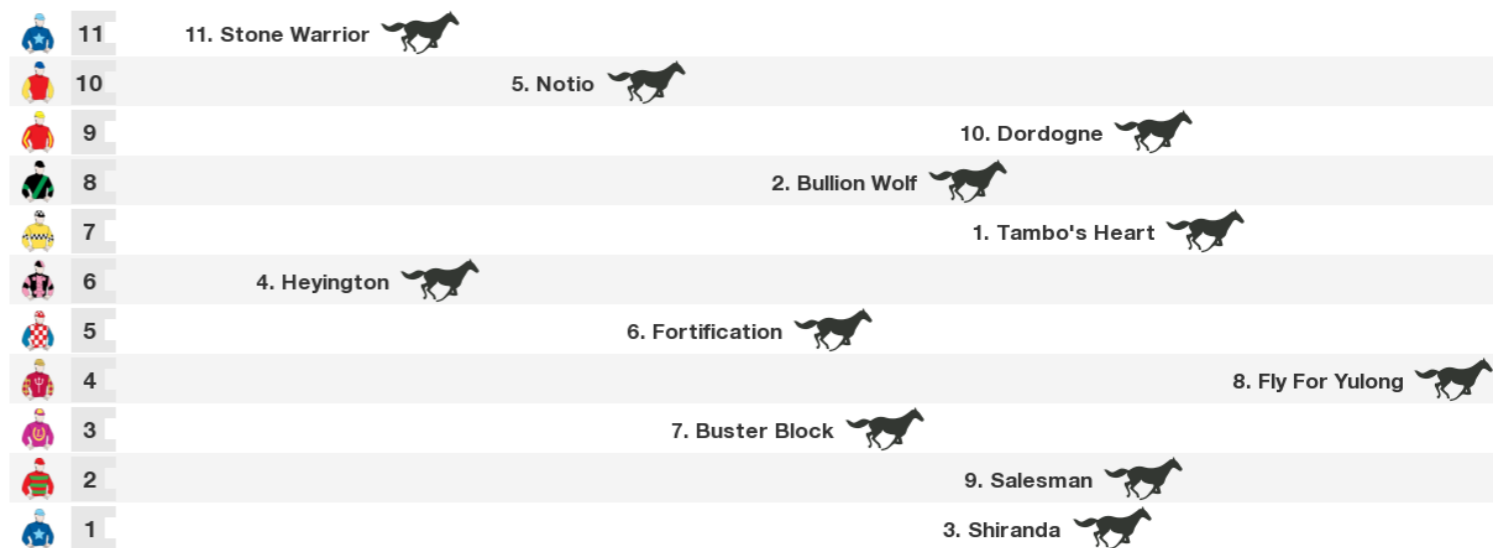 11 11. Stone Warrior
10 5. Notio
9 10. Dordogne
8 2. Bullion Wolf
7 1. Tambo's Heart
6 4. Heyington
5 6. Fortification
4 8. Fly For Yulong
3 7. Buster Block
2 9. Salesman
1 3. Shiranda